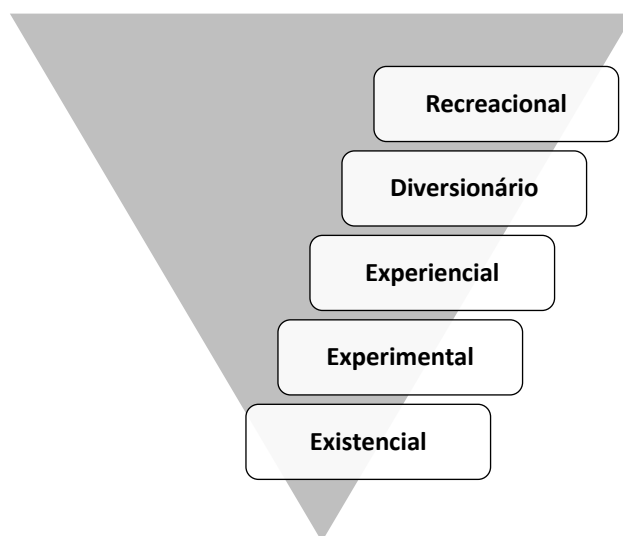 Recreacional
Diversionário
Experiencial
Experimental
Existencial